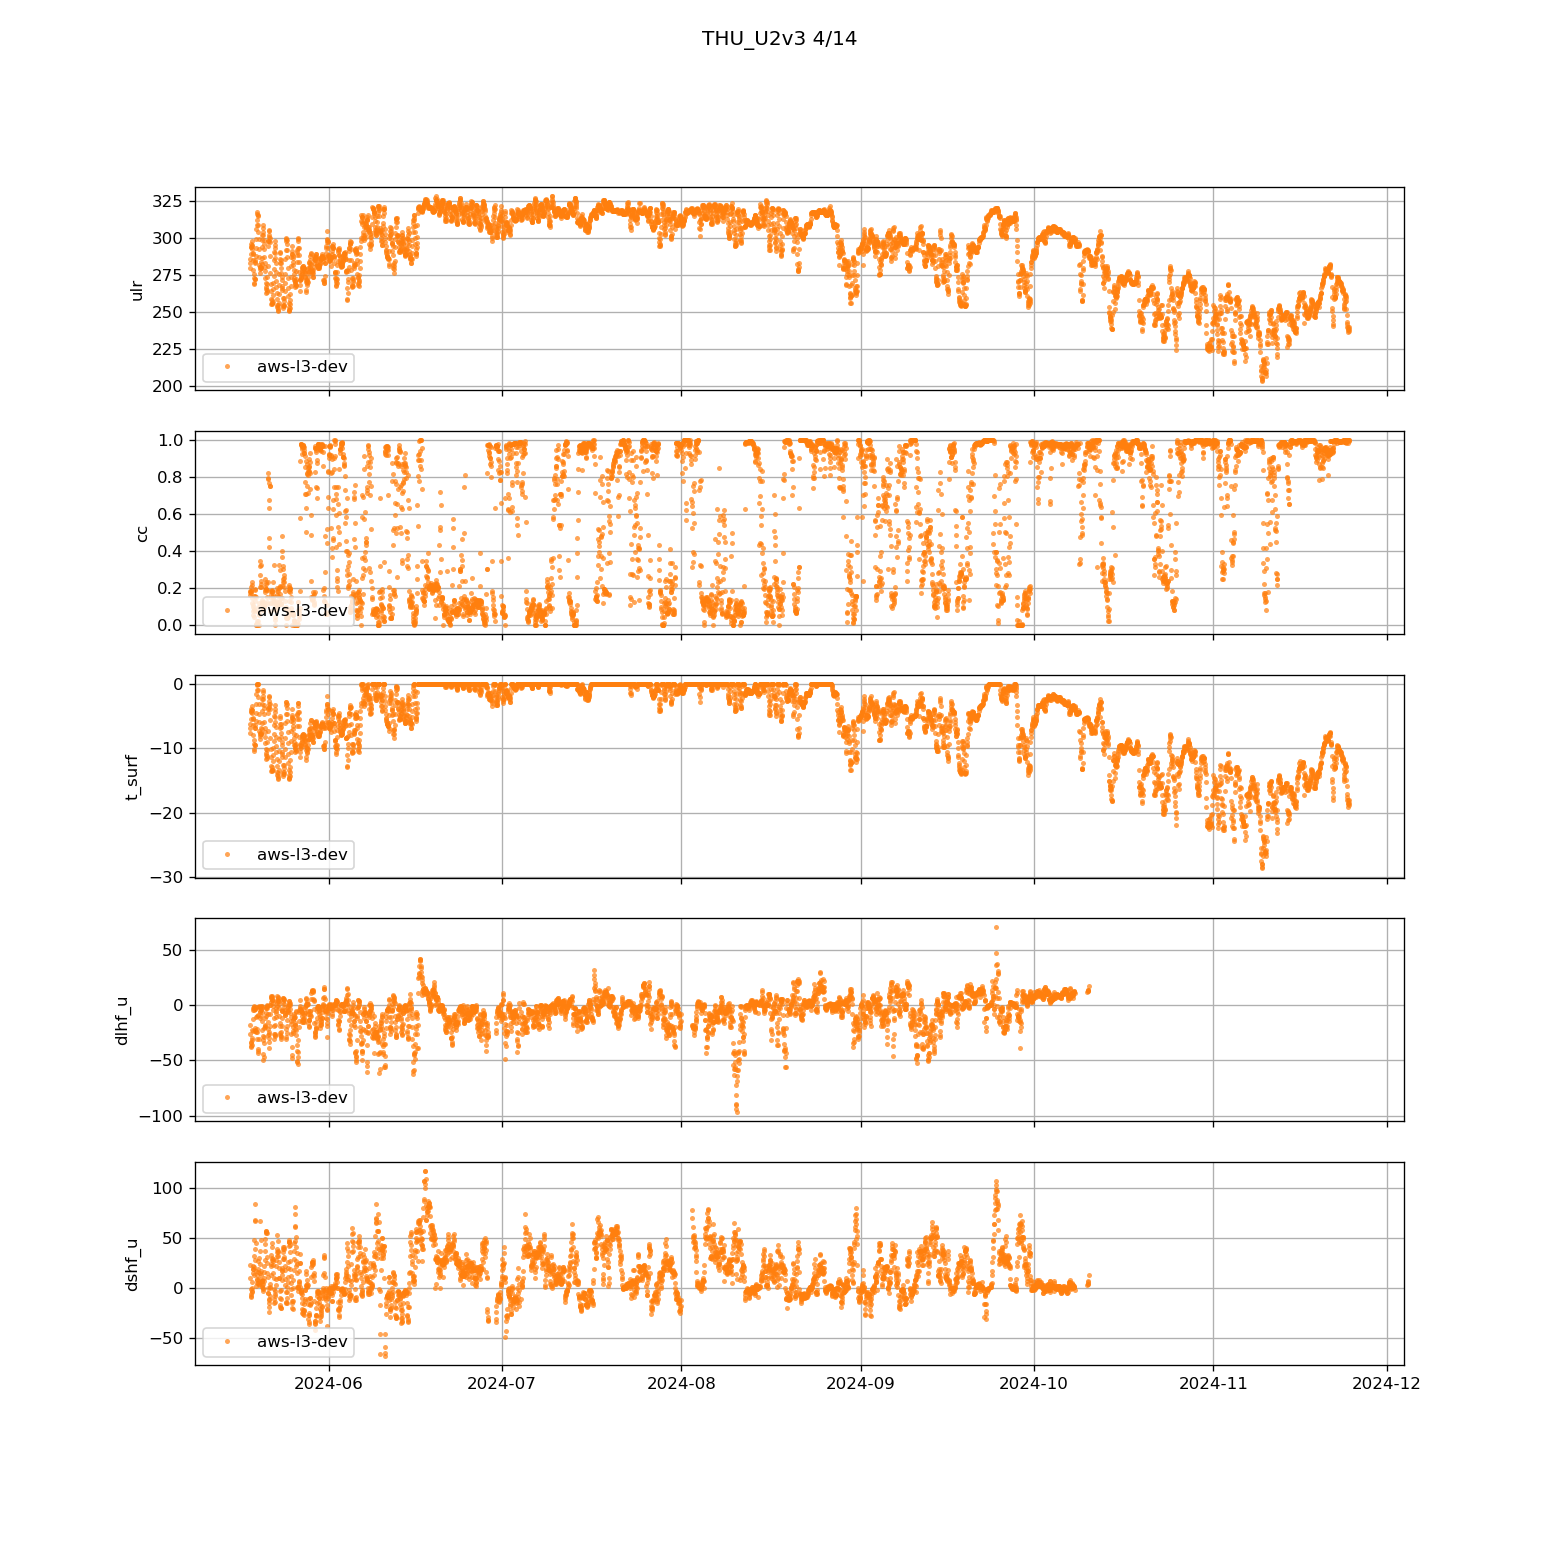 THU_U2v3 4/14
325
300
275
250
225
200
ulr
aws-l3-dev
1.0
0.8
0.6
0.4
0.2
0.0
cc
aws-l3-dev
0
−10
−20
−30
t_surf
aws-l3-dev
50
0
−50
−100
dlhf_u
aws-l3-dev
100
50
0
−50
dshf_u
aws-l3-dev
2024-06 2024-07 2024-08 2024-09 2024-10 2024-11 2024-12